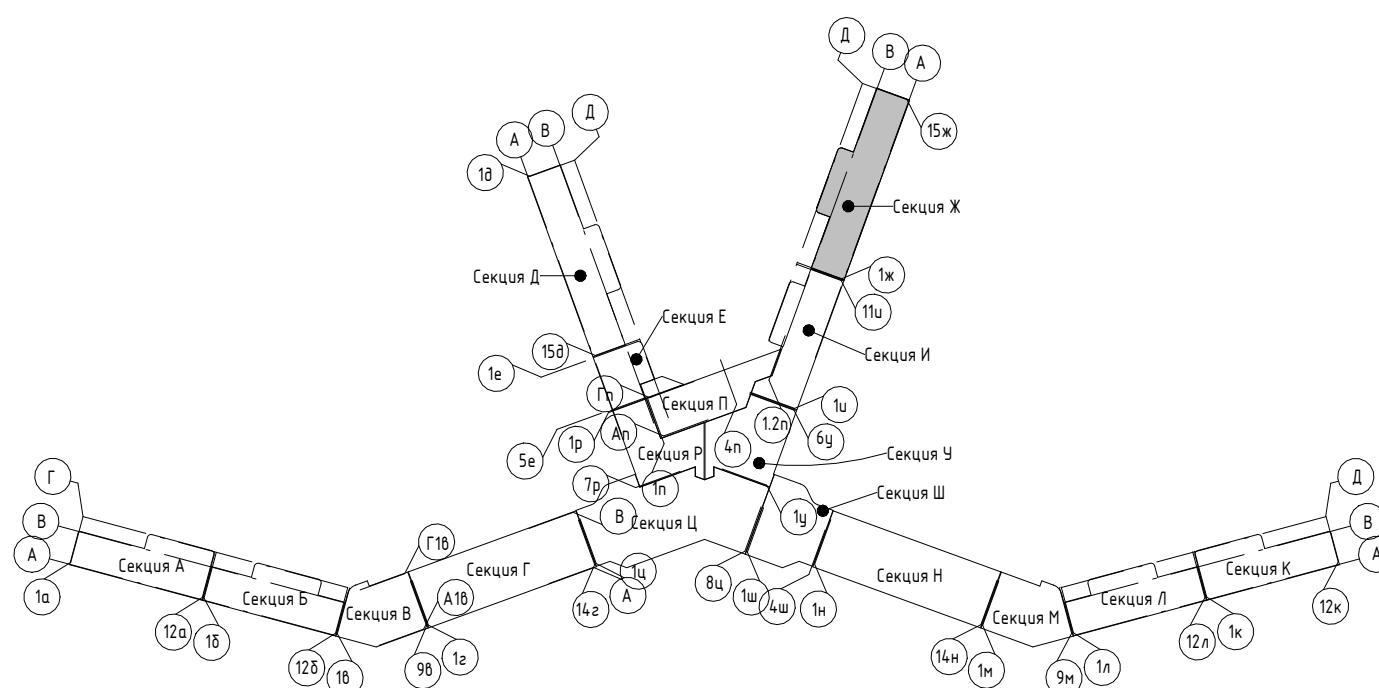 Д
В
А
15ж
Секция Ж
1ж
11и
Секция И
1и
6у
1.2п
4п
Секция У
А
В
Д
1д
Секция Д
Секция Е
15д
1е
Гп
Секция П
Ап
1р
5е
Секция Р
7р
1п
В
Секция Ц
Секция Ш
1у
Г
В
А
1а
Секция А
12а
1б
Секция Б
12б
1в
Секция В
Г1в
А1в
9в
1г
Секция Г
14г
А
1ц
8ц
1ш
4ш
1н
Секция Н
14н
1м
Секция М
9м
1л
Секция Л
12л
1к
Секция К
12к
Д
В
А